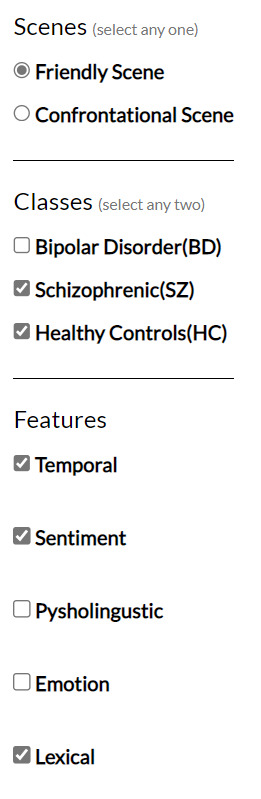 Scenes (select any one)
Friendly Scene
Confrontational Scene
Classes (select any two)
Bipolar Disorder(BD)
Schizophrenic(SZ)
Healthy Controls(HC)
Features
Temporal
Sentiment
Pysholingustic
Emotion
Lexical